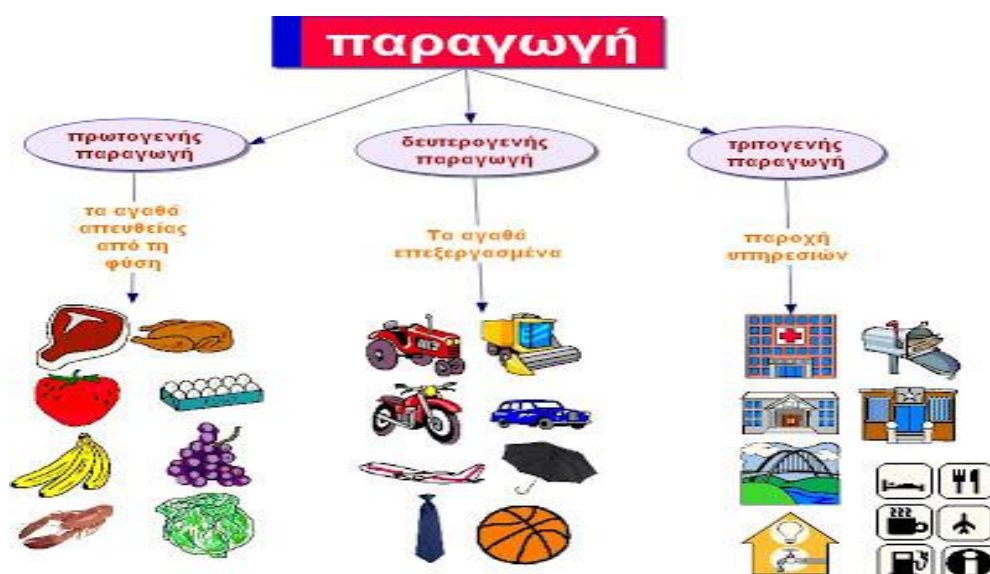 παραγωγή
πρωτογενής
παραγωγή
δευτερογενής
παραγωγή
τριτογενής
παραγωγή
τα αγαθά
απευθείας
από τη
φύση
Τα αγαθά
επεξεργασμένα
παροχή
υπηρεσιών